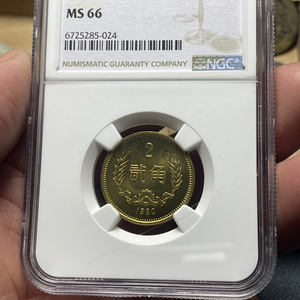 MS 66
6725285-024
NUMISMATIC GUARANTY COMPANY
NGC
2
贰角
1980